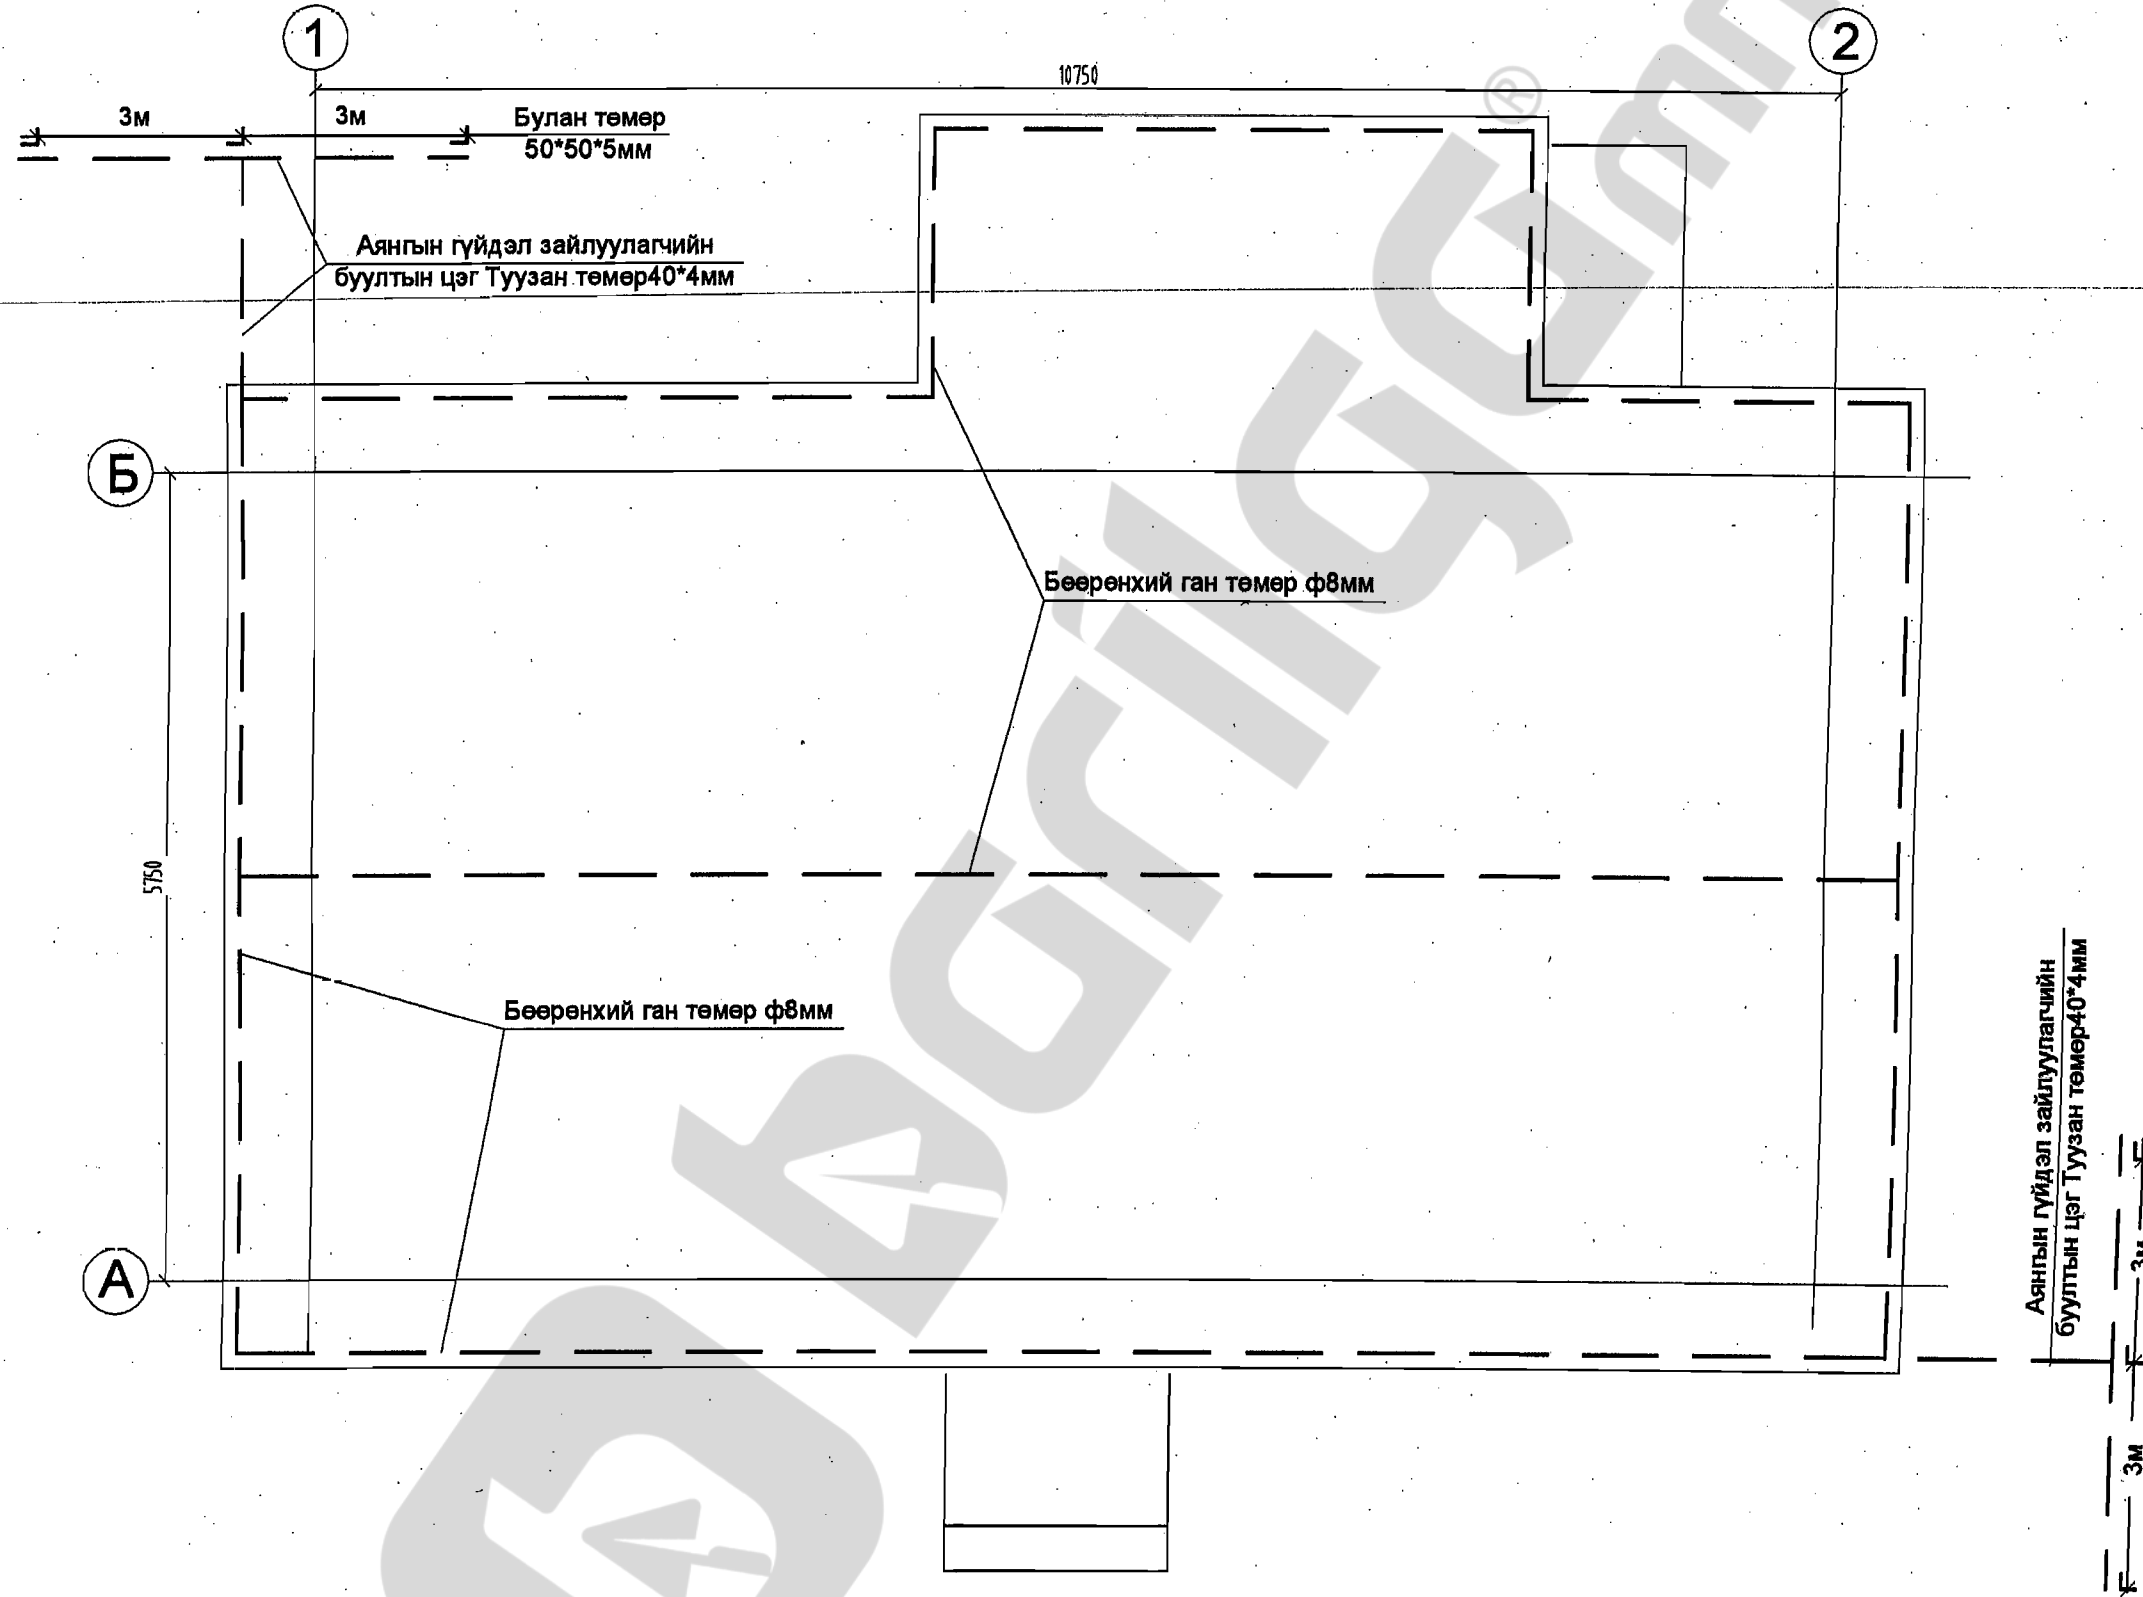 1
2
10750
3м
3м
Булан төмөр
50*50*5мм
Аянгын гүйдэл зайлуулагчийн
буултын цэг Туузан төмөр40*4мм
Б
Бөөрөнхий ган төмөр ф8мм
5750
Бөөрөнхий ган төмөр ф8мм
А
Аянгын гүйдэл зайлуулагчийн
буултын цэг Туузан төмөр40*4мм
3м
3м
®